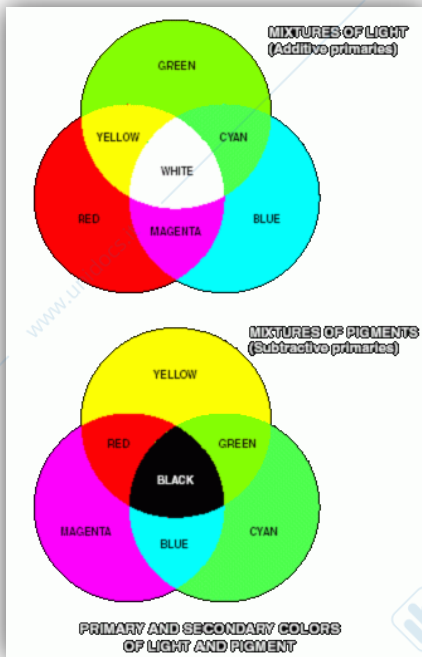 MIXTURES OF LIGHT
(Additive primaries)
GREEN
YELLOW
CYAN
WHITE
RED
BLUE
MAGENTA
MIXTURES OF PIGMENTS
(Subtractive primaries)
YELLOW
RED
GREEN
BLACK
MAGENTA
CYAN
BLUE
PRIMARY AND SECONDARY COLORS
OF LIGHT AND PIGMENT